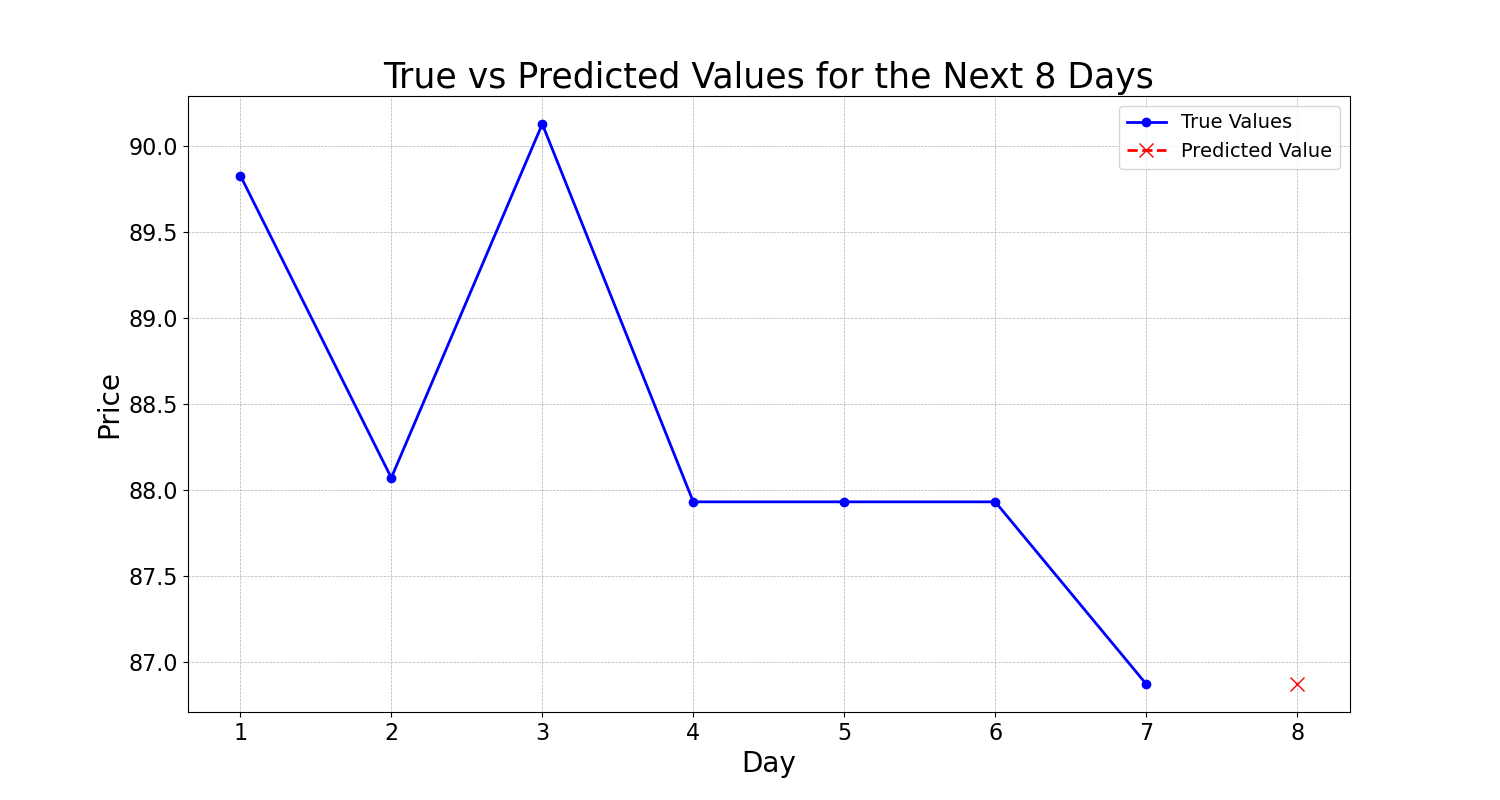 True vs Predicted Values for the Next 8 Days
True Values
Predicted Value
90.0
89.5
89.0
88.5
88.0
87.5
87.0
Price
1 2 3 4 5 6 7 8
Day